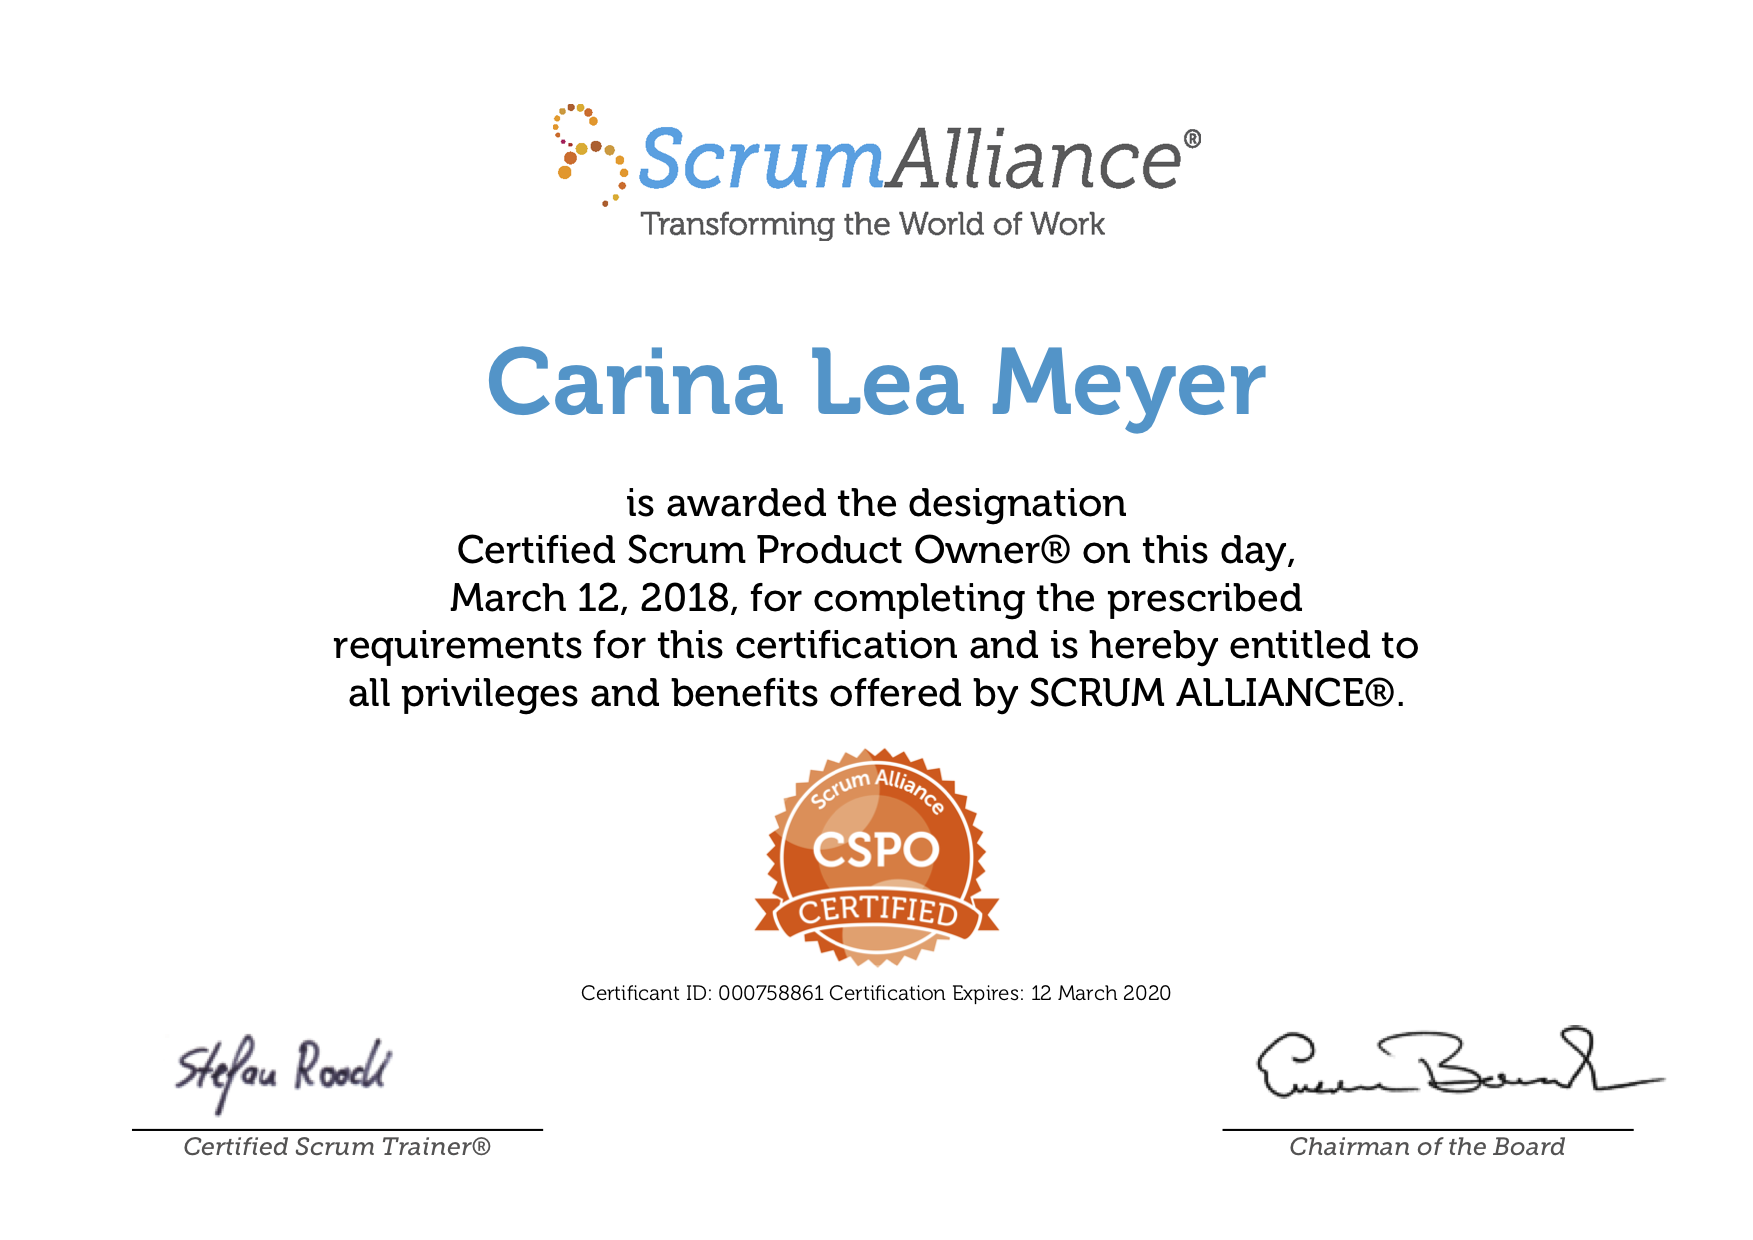 ScrumAlliance®
Transforming the World of Work
Carina Lea Meyer
is awarded the designation
Certified Scrum Product Owner® on this day,
March 12, 2018, for completing the prescribed
requirements for this certification and is hereby entitled to
all privileges and benefits offered by SCRUM ALLIANCE®.
Scrum Alliance
CSPO
CERTIFIED
Certificant ID: 000758861 Certification Expires: 12 March 2020
Stefan Roock
Certified Scrum Trainer®
Chairman of the Board